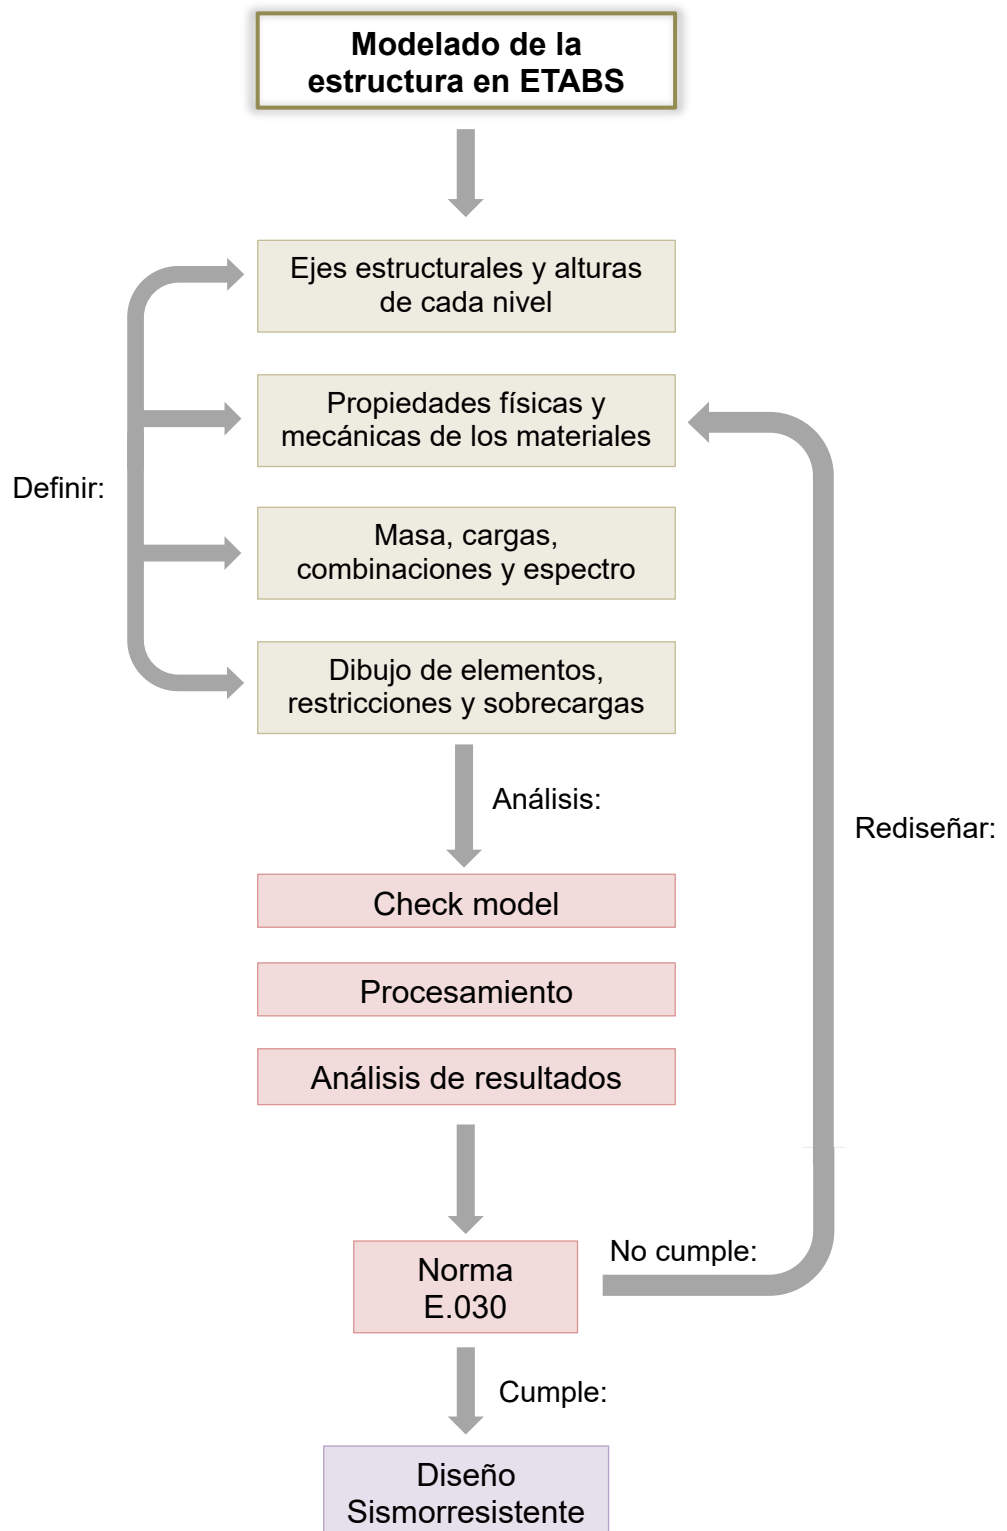 Modelado de la
estructura en ETABS
Ejes estructurales y alturas
de cada nivel
Propiedades físicas y
mecánicas de los materiales
Definir:
Masa, cargas,
combinaciones y espectro
Dibujo de elementos,
restricciones y sobrecargas
Análisis:
Rediseñar:
Check model
Procesamiento
Análisis de resultados
No cumple:
Norma
E.030
Cumple:
Diseño
Sismorresistente